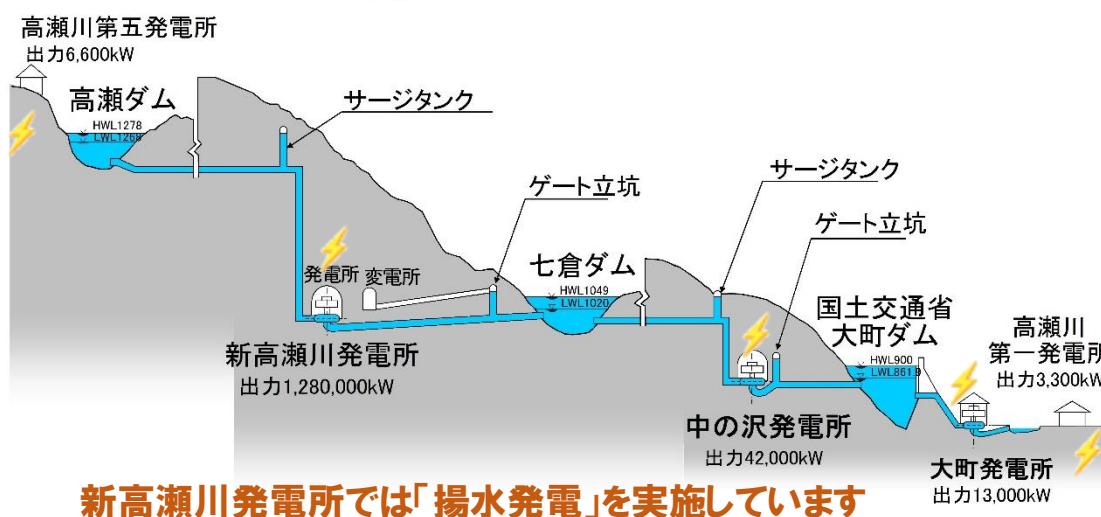 高瀬川第五発電所
出力6,600kW
高瀬ダム
HWL1278
LWL1268
サージタンク
ゲート立坑
発電所 変電所
新高瀬川発電所
出力1,280,000kW
七倉ダム
HWL1049
LWL1020
サージタンク
ゲート立坑
中の沢発電所
出力42,000kW
国土交通省
大町ダム
HWL900
LWL861.9
高瀬川
第一発電所
出力3,300kW
大町発電所
出力13,000kW
新高瀬川発電所では「揚水発電」を実施しています